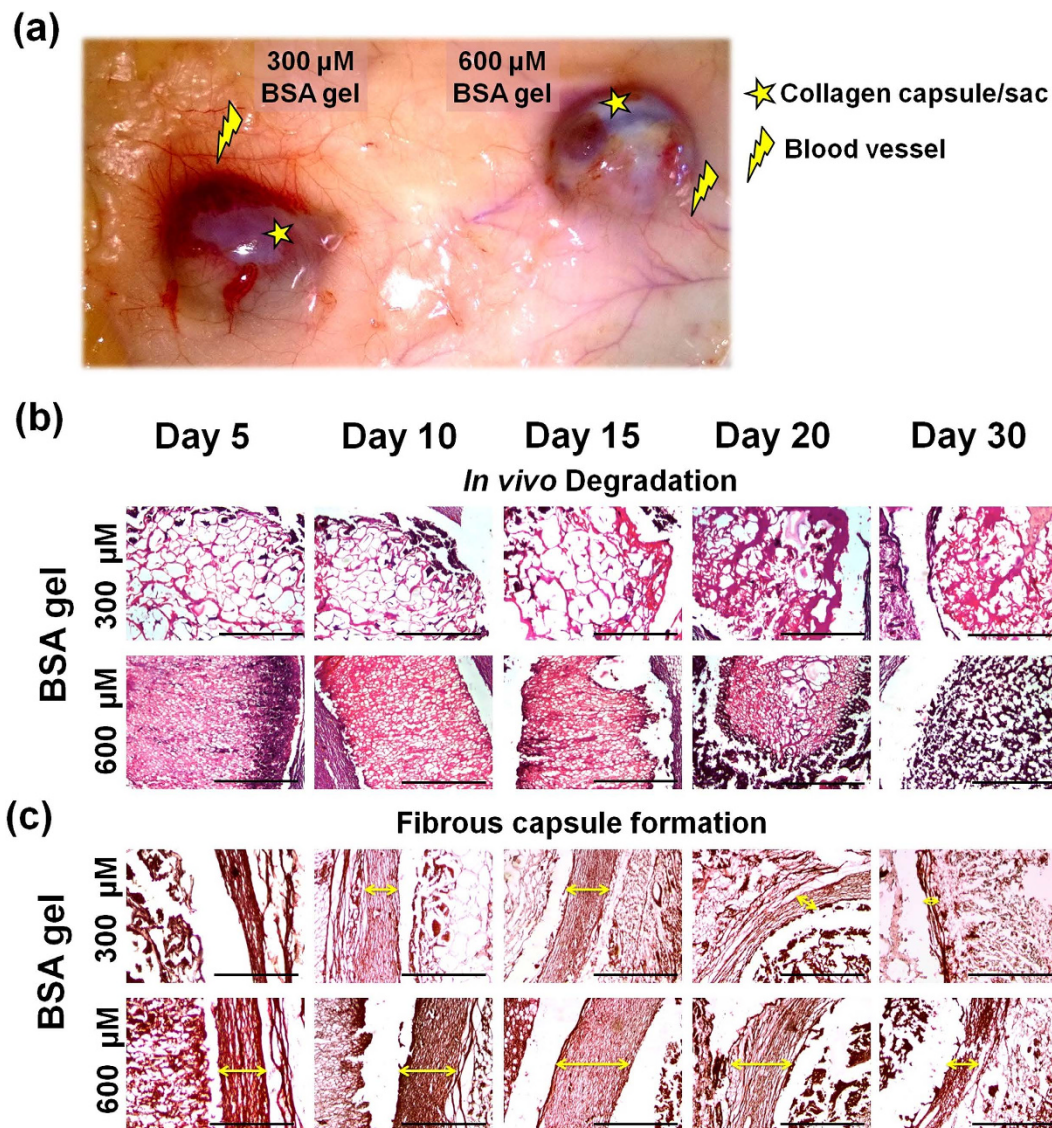 (a)
300 µM
BSA gel
600 µM
BSA gel
Collagen capsule/sac
Blood vessel
(b)
Day 5
Day 10
Day 15
Day 20
Day 30
In vivo Degradation
BSA gel
300 µM
600 µM
(c)
Fibrous capsule formation
BSA gel
300 µM
600 µM